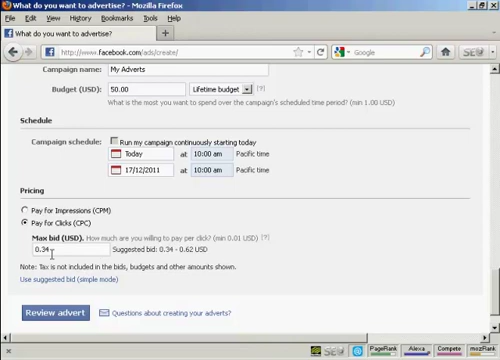 What do you want to advertise? - Mozilla Firefox
File Edit View History Bookmarks Tools Help
What do you want to advertise? +
http://www.facebook.com/ads/create/
Google
Campaign name: My Adverts
Budget (USD): 50.00 Lifetime budget [?]
What is the most you want to spend over the campaign's scheduled time period? (min 1.00 USD)
Schedule
Campaign schedule: Run my campaign continuously starting today
Today at 10:00 am Pacific time
17/12/2011 at 10:00 am Pacific time
Pricing
Pay for Impressions (CPM)
Pay for Clicks (CPC)
Max bid (USD). How much are you willing to pay per click? (min 0.01 USD) [?]
0.34 Suggested bid: 0.34 - 0.62 USD
Note: Tax is not included in the bids, budgets and other amounts shown.
Use suggested bid (simple mode)
Review advert Questions about creating your adverts?
PageRank Alexa Compete mozRank